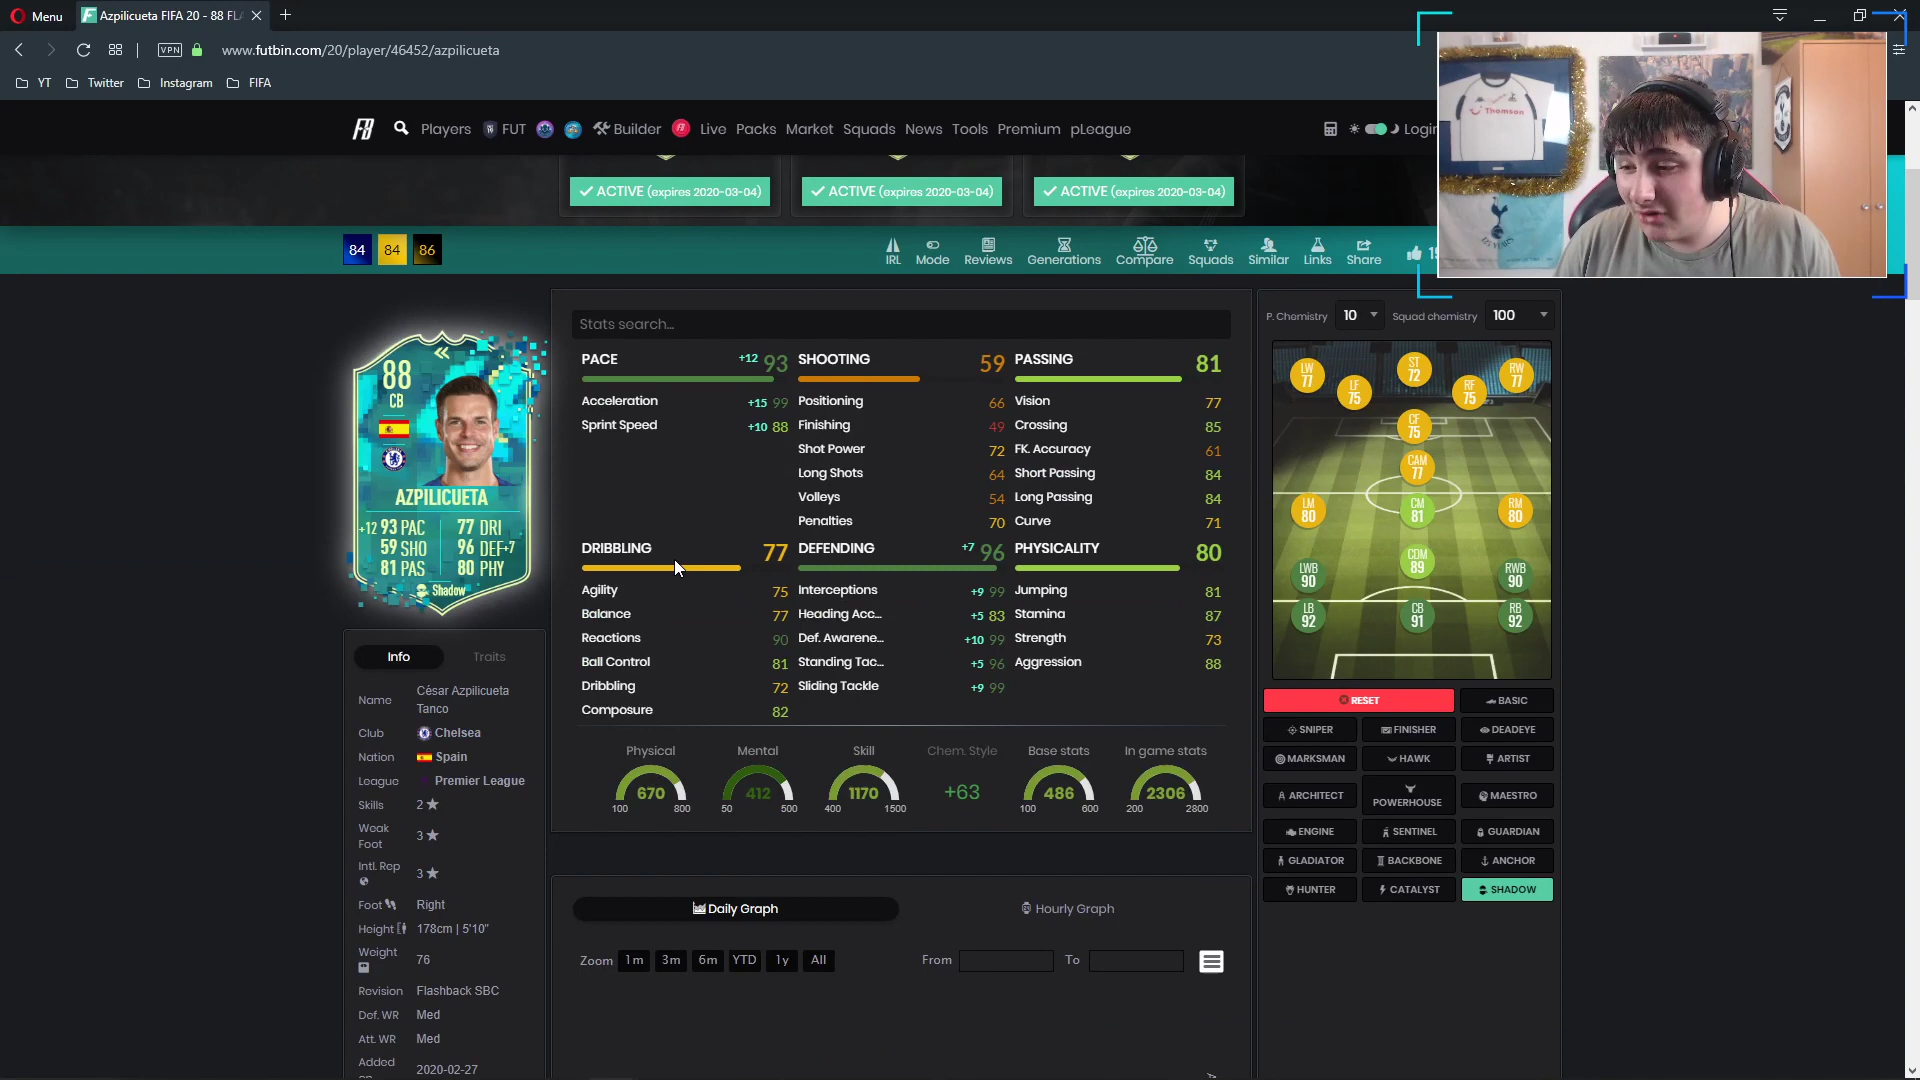 Menu
Azpilicueta FIFA 20 - 88 FL
VPN
www.futbin.com/20/player/46452/azpilicueta
YT Twitter Instagram FIFA
Players FUT Builder Live Packs Market Squads News Tools Premium pLeague Login
Thomson
ACTIVE (expires 2020-03-04) ACTIVE (expires 2020-03-04) ACTIVE (expires 2020-03-04)
84 84 86
IRL Mode Reviews Generations Compare Squads Similar Links Share
88
CB
AZPILICUETA
+12 93 PAC 77 DRI
59 SHO 96 DEF+7
81 PAS 80 PHY
Shadow
Info Traits
Name César Azpilicueta
Tanco
Club Chelsea
Nation Spain
League Premier League
Skills 2
Weak
Foot 3
Intl. Rep 3
Foot Right
Height 178cm | 5'10"
Weight 76
Revision Flashback SBC
Def. WR Med
Att. WR Med
Added 2020-02-27
Stats search...
PACE +12 93
Acceleration +15 99
Sprint Speed +10 88
SHOOTING 59
Positioning 66
Finishing 49
Shot Power 72
Long Shots 64
Volleys 54
Penalties 70
PASSING 81
Vision 77
Crossing 85
FK. Accuracy 61
Short Passing 84
Long Passing 84
Curve 71
DRIBBLING 77
Agility 75
Balance 77
Reactions 90
Ball Control 81
Dribbling 72
Composure 82
DEFENDING +7 96
Interceptions +9 99
Heading Acc... +5 83
Def. Awarene... +10 99
Standing Tac... +5 96
Sliding Tackle +9 99
PHYSICALITY 80
Jumping 81
Stamina 87
Strength 73
Aggression 88
Physical Mental Skill Chem. Style Base stats In game stats
670 412 1170 +63 486 2306
100 800 50 500 400 1500 100 600 200 2800
Daily Graph Hourly Graph
Zoom 1m 3m 6m YTD 1y All From To
P. Chemistry 10 Squad chemistry 100
LW
77
ST
72
RW
77
LF
75
RF
75
CF
75
CAM
77
LM
80
CM
81
RM
80
CDM
89
LWB
90
RWB
90
LB
92
CB
91
RB
92
RESET BASIC
SNIPER FINISHER DEADEYE
MARKSMAN HAWK ARTIST
ARCHITECT POWERHOUSE MAESTRO
ENGINE SENTINEL GUARDIAN
GLADIATOR BACKBONE ANCHOR
HUNTER CATALYST SHADOW